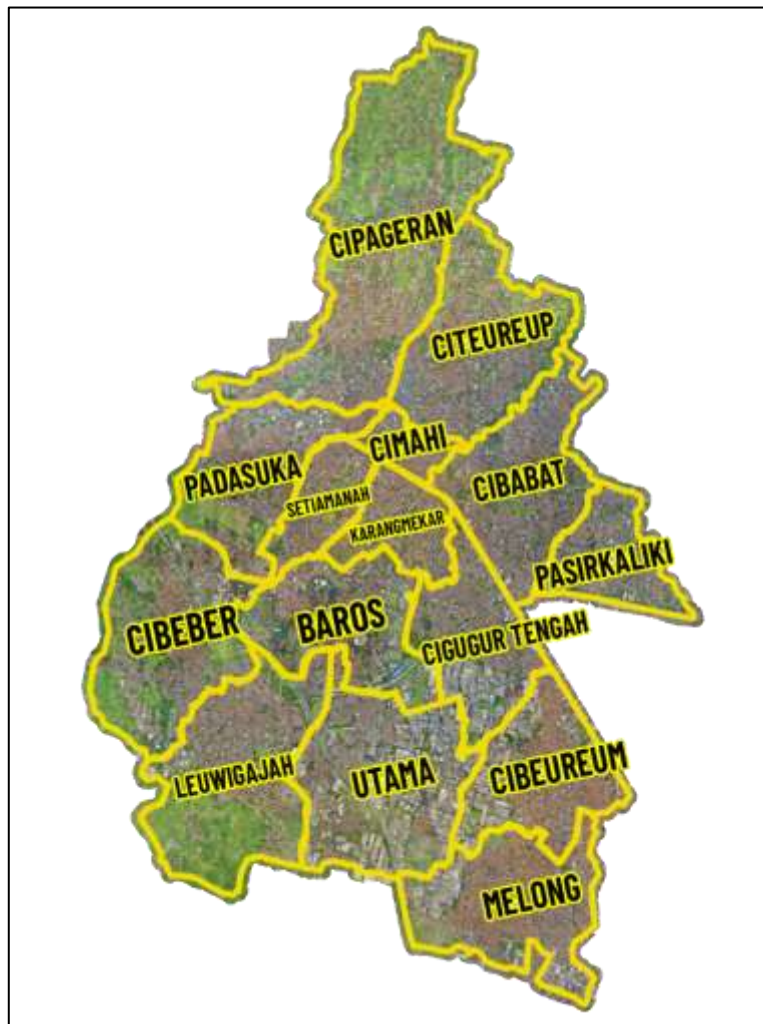 CIPAGERAN
CITEUREUP
CIMAHI
PADASUKA
CIBABAT
SETIAMANAH
KARANGMEKAR
PASIRKALIKI
CIBEBER
BAROS
CIGUGUR TENGAH
LEUWIGAJAH
UTAMA
CIBEUREUM
MELONG